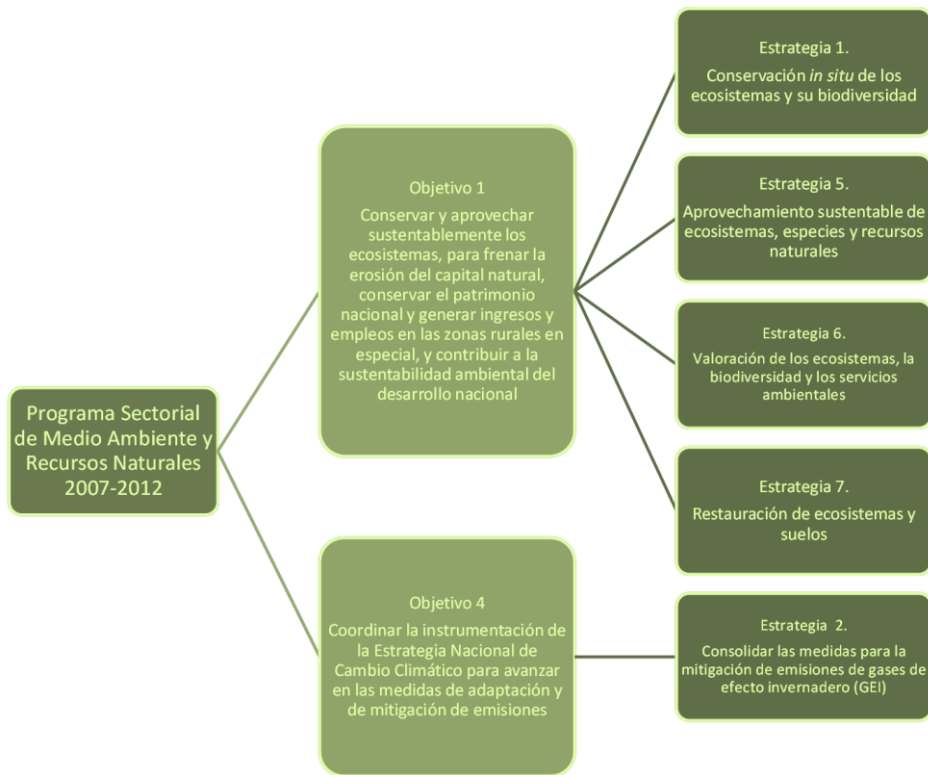 Programa Sectorial
de Medio Ambiente y
Recursos Naturales
2007-2012
Objetivo 1
Conservar y aprovechar
sustentablemente los
ecosistemas, para frenar la
erosión del capital natural,
conservar el patrimonio
nacional y generar ingresos y
empleos en las zonas rurales en
especial, y contribuir a la
sustentabilidad ambiental del
desarrollo nacional
Estrategia 1.
Conservación in situ de los
ecosistemas y su biodiversidad
Estrategia 5.
Aprovechamiento sustentable de
ecosistemas, especies y recursos
naturales
Estrategia 6.
Valoración de los ecosistemas, la
biodiversidad y los servicios
ambientales
Estrategia 7.
Restauración de ecosistemas y
suelos
Objetivo 4
Coordinar la instrumentación de
la Estrategia Nacional de
Cambio Climático para avanzar
en las medidas de adaptación y
de mitigación de emisiones
Estrategia 2.
Consolidar las medidas para la
mitigación de emisiones de gases de
efecto invernadero (GEI)